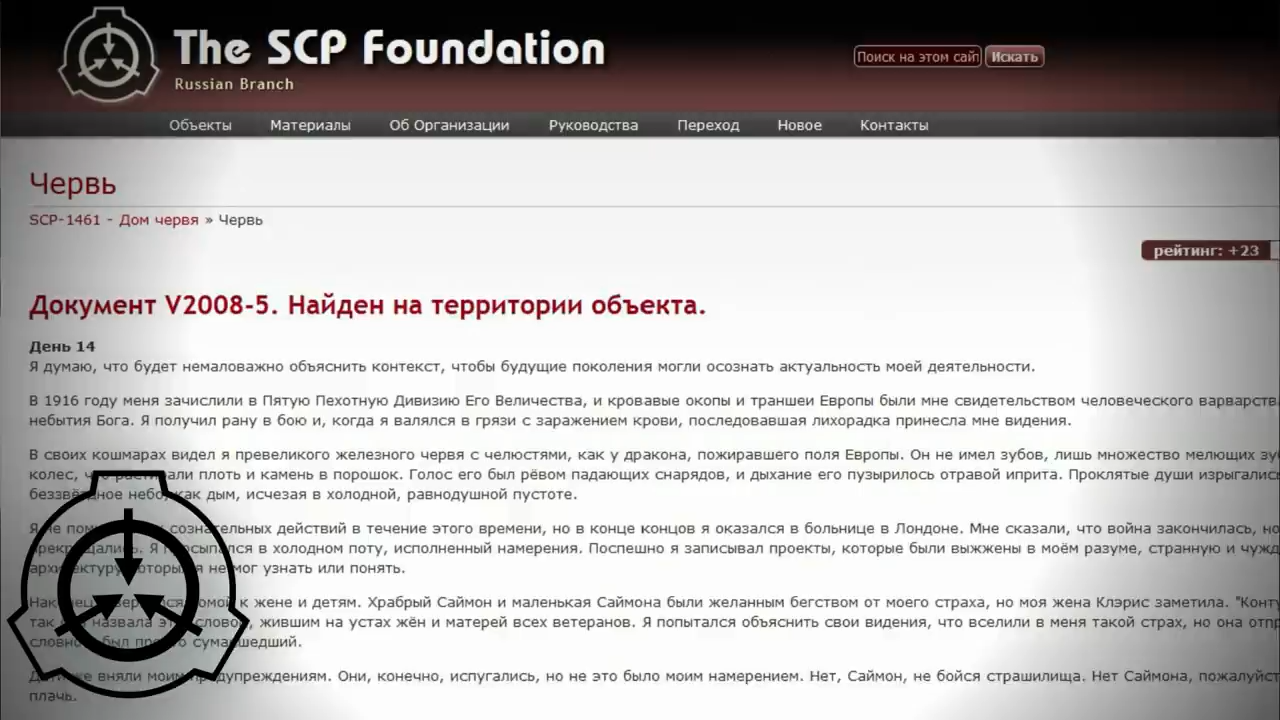 The SCP Foundation
Russian Branch
Поиск на этом сайт
Искать
Объекты Материалы Об Организации Руководства Переход Новое Контакты
Червь
SCP-1461 - Дом червя » Червь
рейтинг: +23
Документ V2008-5. Найден на территории объекта.
День 14
Я думаю, что будет немаловажно объяснить контекст, чтобы будущие поколения могли осознать актуальность моей деятельности.
В 1916 году меня зачислили в Пятую Пехотную Дивизию Его Величества, и кровавые окопы и траншеи Европы были мне свидетельством человеческого варварства
небытия Бога. Я получил рану в бою и, когда я валялся в грязи с заражением крови, последовавшая лихорадка принесла мне видения.
В своих кошмарах видел я превеликого железного червя с челюстями, как у дракона, пожиравшего поля Европы. Он не имел зубов, лишь множество мелющих
колес, плоть и камень в порошок. Голос его был рёвом падающих снарядов, и дыхание его пузырилось отравой иприта. Проклятые души изрыгались
небо, как дым, исчезая в холодной, равнодушной пустоте.
Я не сознательных действий в течение этого времени, но в конце концов я оказался в больнице в Лондоне. Мне сказали, что война закончилась,
Я в холодном поту, исполненный намерения. Поспешно я записывал проекты, которые были выжжены в моём разуме, странную и
не мог узнать или понять.
к жене и детям. Храбрый Саймон и маленькая Саймона были желанным бегством от моего страха, но моя жена Клэрис заметила.
так назвала жившим на устах жён и матерей всех ветеранов. Я попытался объяснить свои видения, что вселили в меня такой страх, но она
был сумасшедший.
вняли моим предупреждениям. Они, конечно, испугались, но не это было моим намерением. Нет, Саймон, не бойся страшилища. Нет Саймона,
плачь.